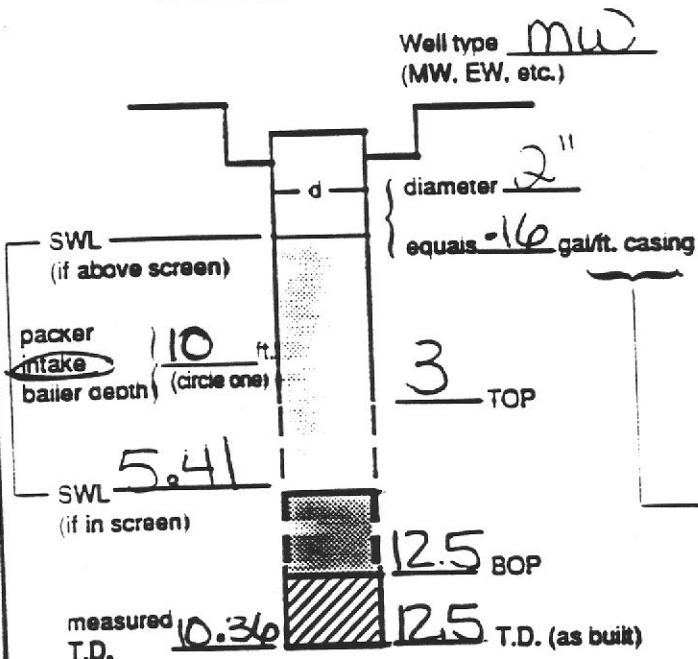 Well type MW
(MW, EW, etc.)
d
diameter 2"
equals .16 gal/ft. casing
SWL
(if above screen)
packer
intake
bailer depth
10 ft.
(circle one)
3 TOP
SWL 5.41
(if in screen)
12.5 BOP
measured
T.D. 10.36
12.5 T.D. (as built)